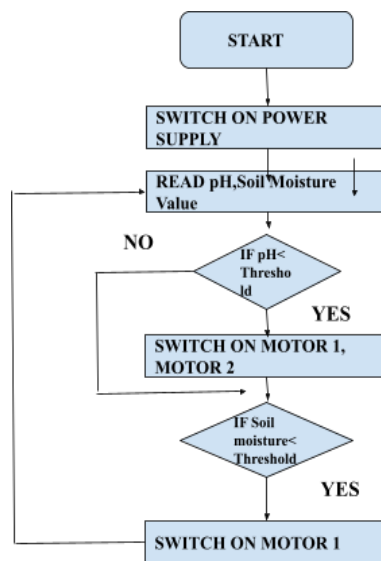 START
SWITCH ON POWER
SUPPLY
READ pH,Soil Moisture
Value
NO
IF pH<
Thresho
ld
YES
SWITCH ON MOTOR 1,
MOTOR 2
IF Soil
moisture<
Threshold
YES
SWITCH ON MOTOR 1